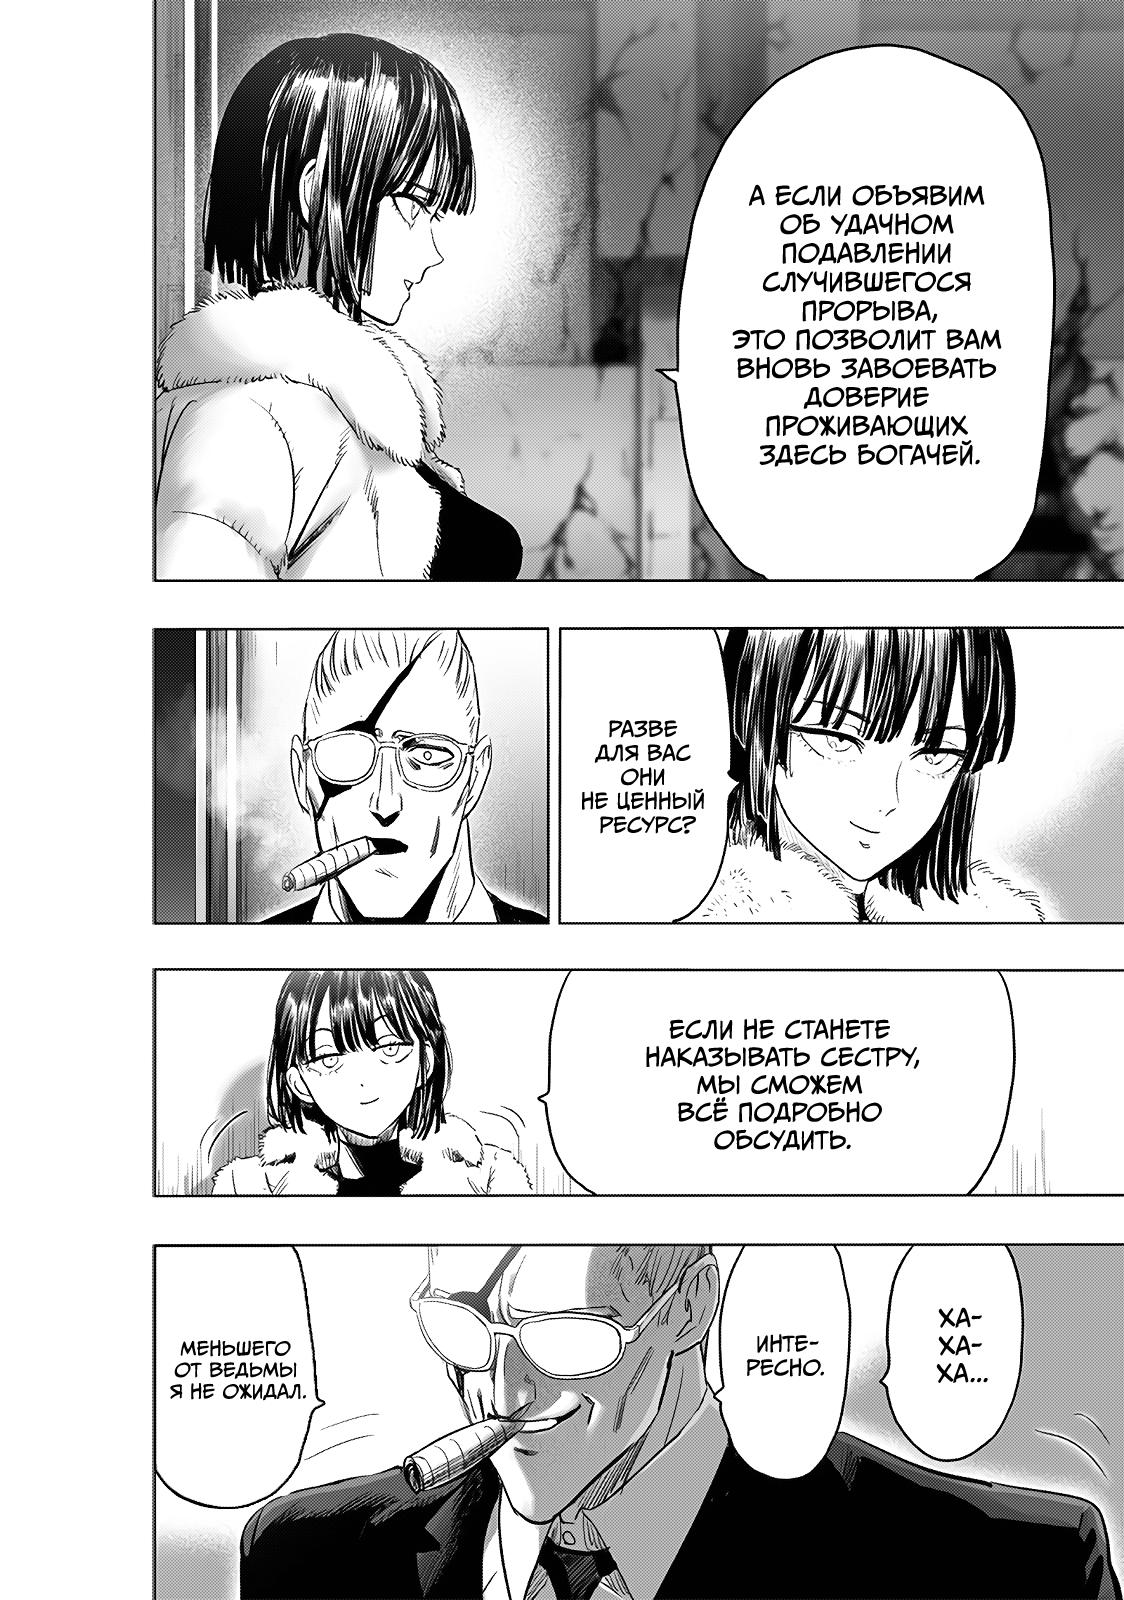 А ЕСЛИ ОБЪЯВИМ
ОБ УДАЧНОМ
ПОДАВЛЕНИИ
СЛУЧИВШЕГОСЯ
ПРОРЫВА,
ЭТО ПОЗВОЛИТ ВАМ
ВНОВЬ ЗАВОЕВАТЬ
ДОВЕРИЕ
ПРОЖИВАЮЩИХ
ЗДЕСЬ БОГАЧЕЙ.
РАЗВЕ
ДЛЯ ВАС
ОНИ
НЕ ЦЕННЫЙ
РЕСУРС?
ЕСЛИ НЕ СТАНЕТЕ
НАКАЗЫВАТЬ СЕСТРУ,
МЫ СМОЖЕМ
ВСЁ ПОДРОБНО
ОБСУДИТЬ.
ХА-
ХА-
ХА...
ИНТЕ-
РЕСНО.
МЕНЬШЕГО
ОТ ВЕДЬМЫ
Я НЕ ОЖИДАЛ.